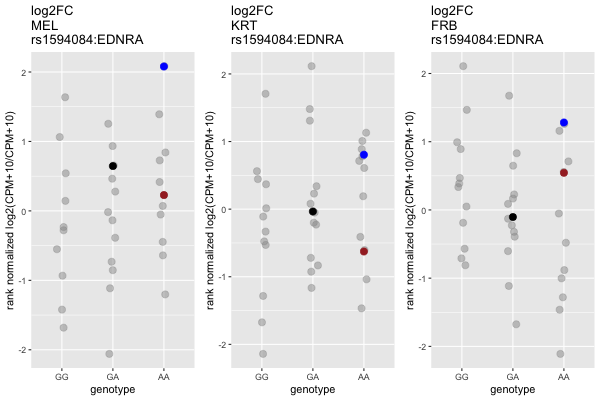 log2FC
MEL
rs1594084:EDNRA
rank normalized log2(CPM+10/CPM+10)
2
1
0
-1
-2
GG
GA
AA
genotype
log2FC
KRT
rs1594084:EDNRA
rank normalized log2(CPM+10/CPM+10)
2
1
0
-1
-2
GG
GA
AA
genotype
log2FC
FRB
rs1594084:EDNRA
rank normalized log2(CPM+10/CPM+10)
2
1
0
-1
-2
GG
GA
AA
genotype